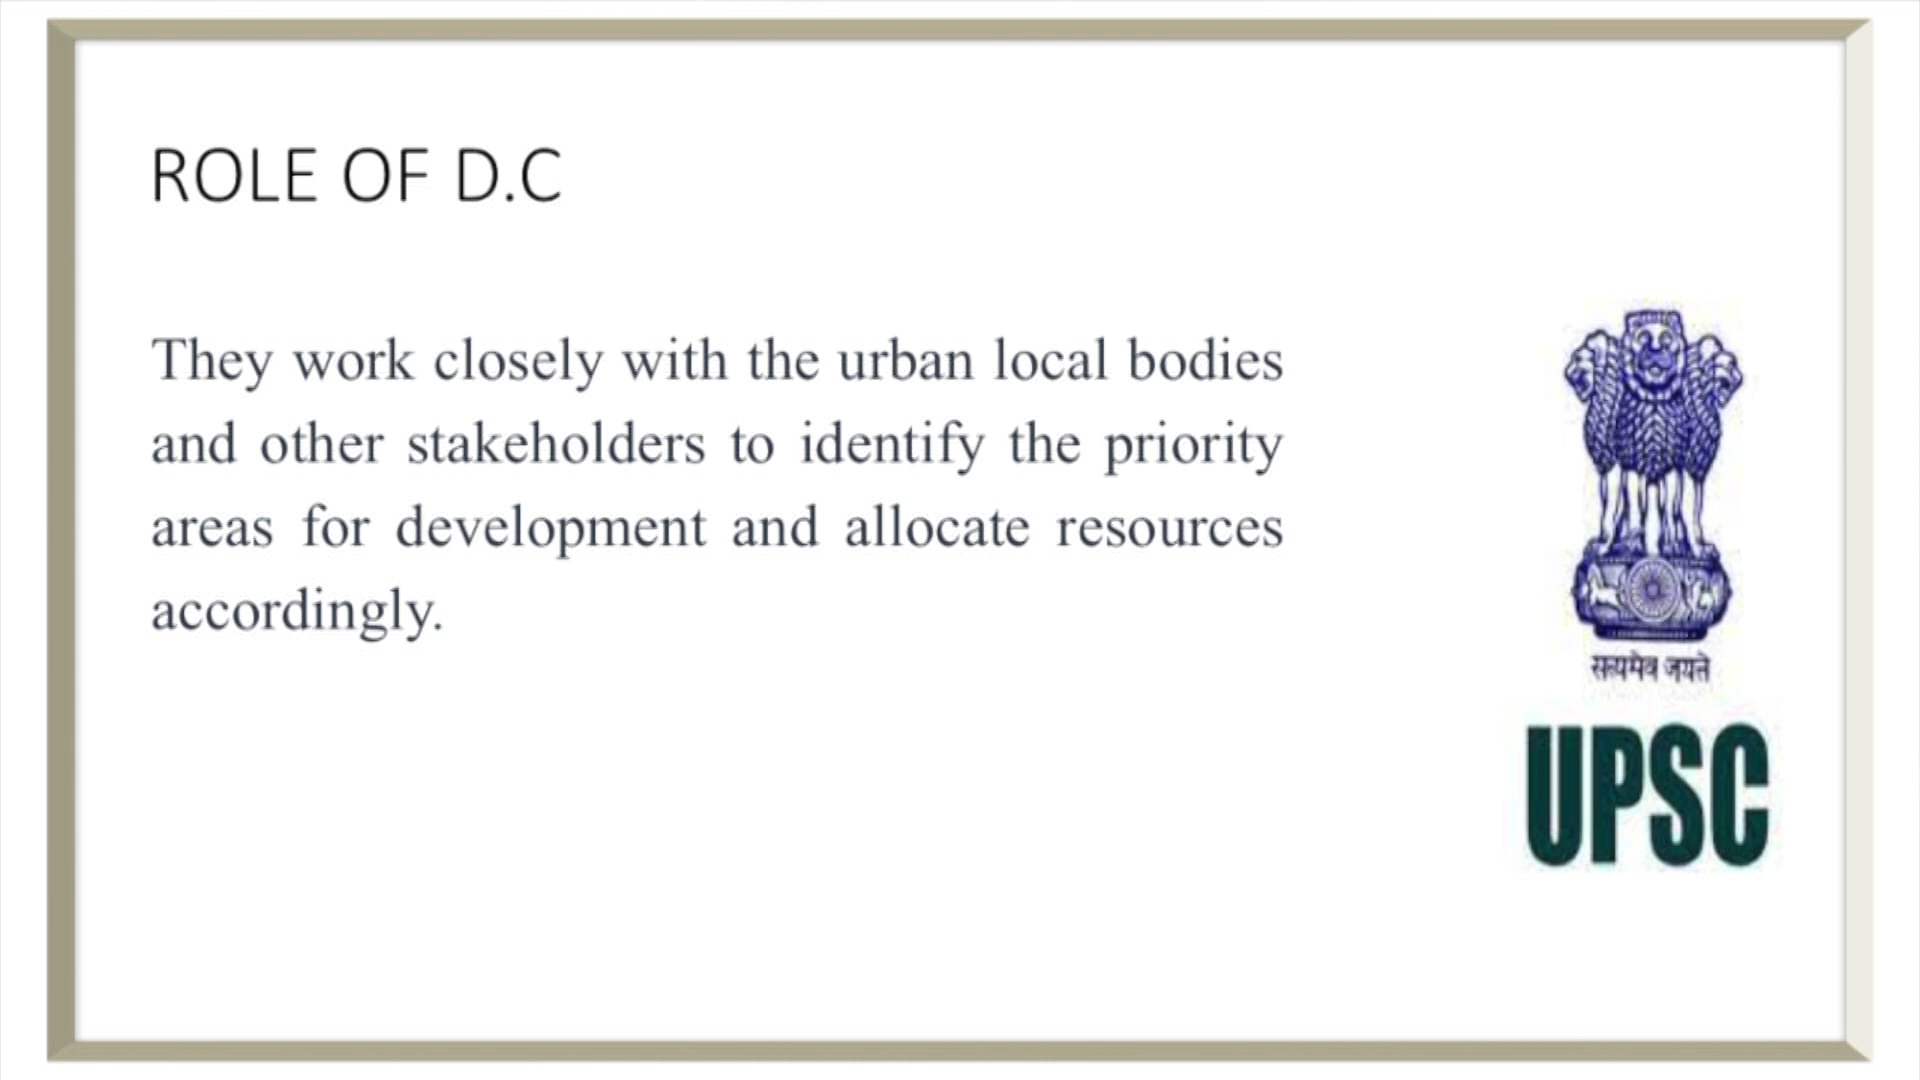 ROLE OF D.C
They work closely with the urban local bodies
and other stakeholders to identify the priority
areas for development and allocate resources
accordingly.
सत्यमेव जयते
UPSC